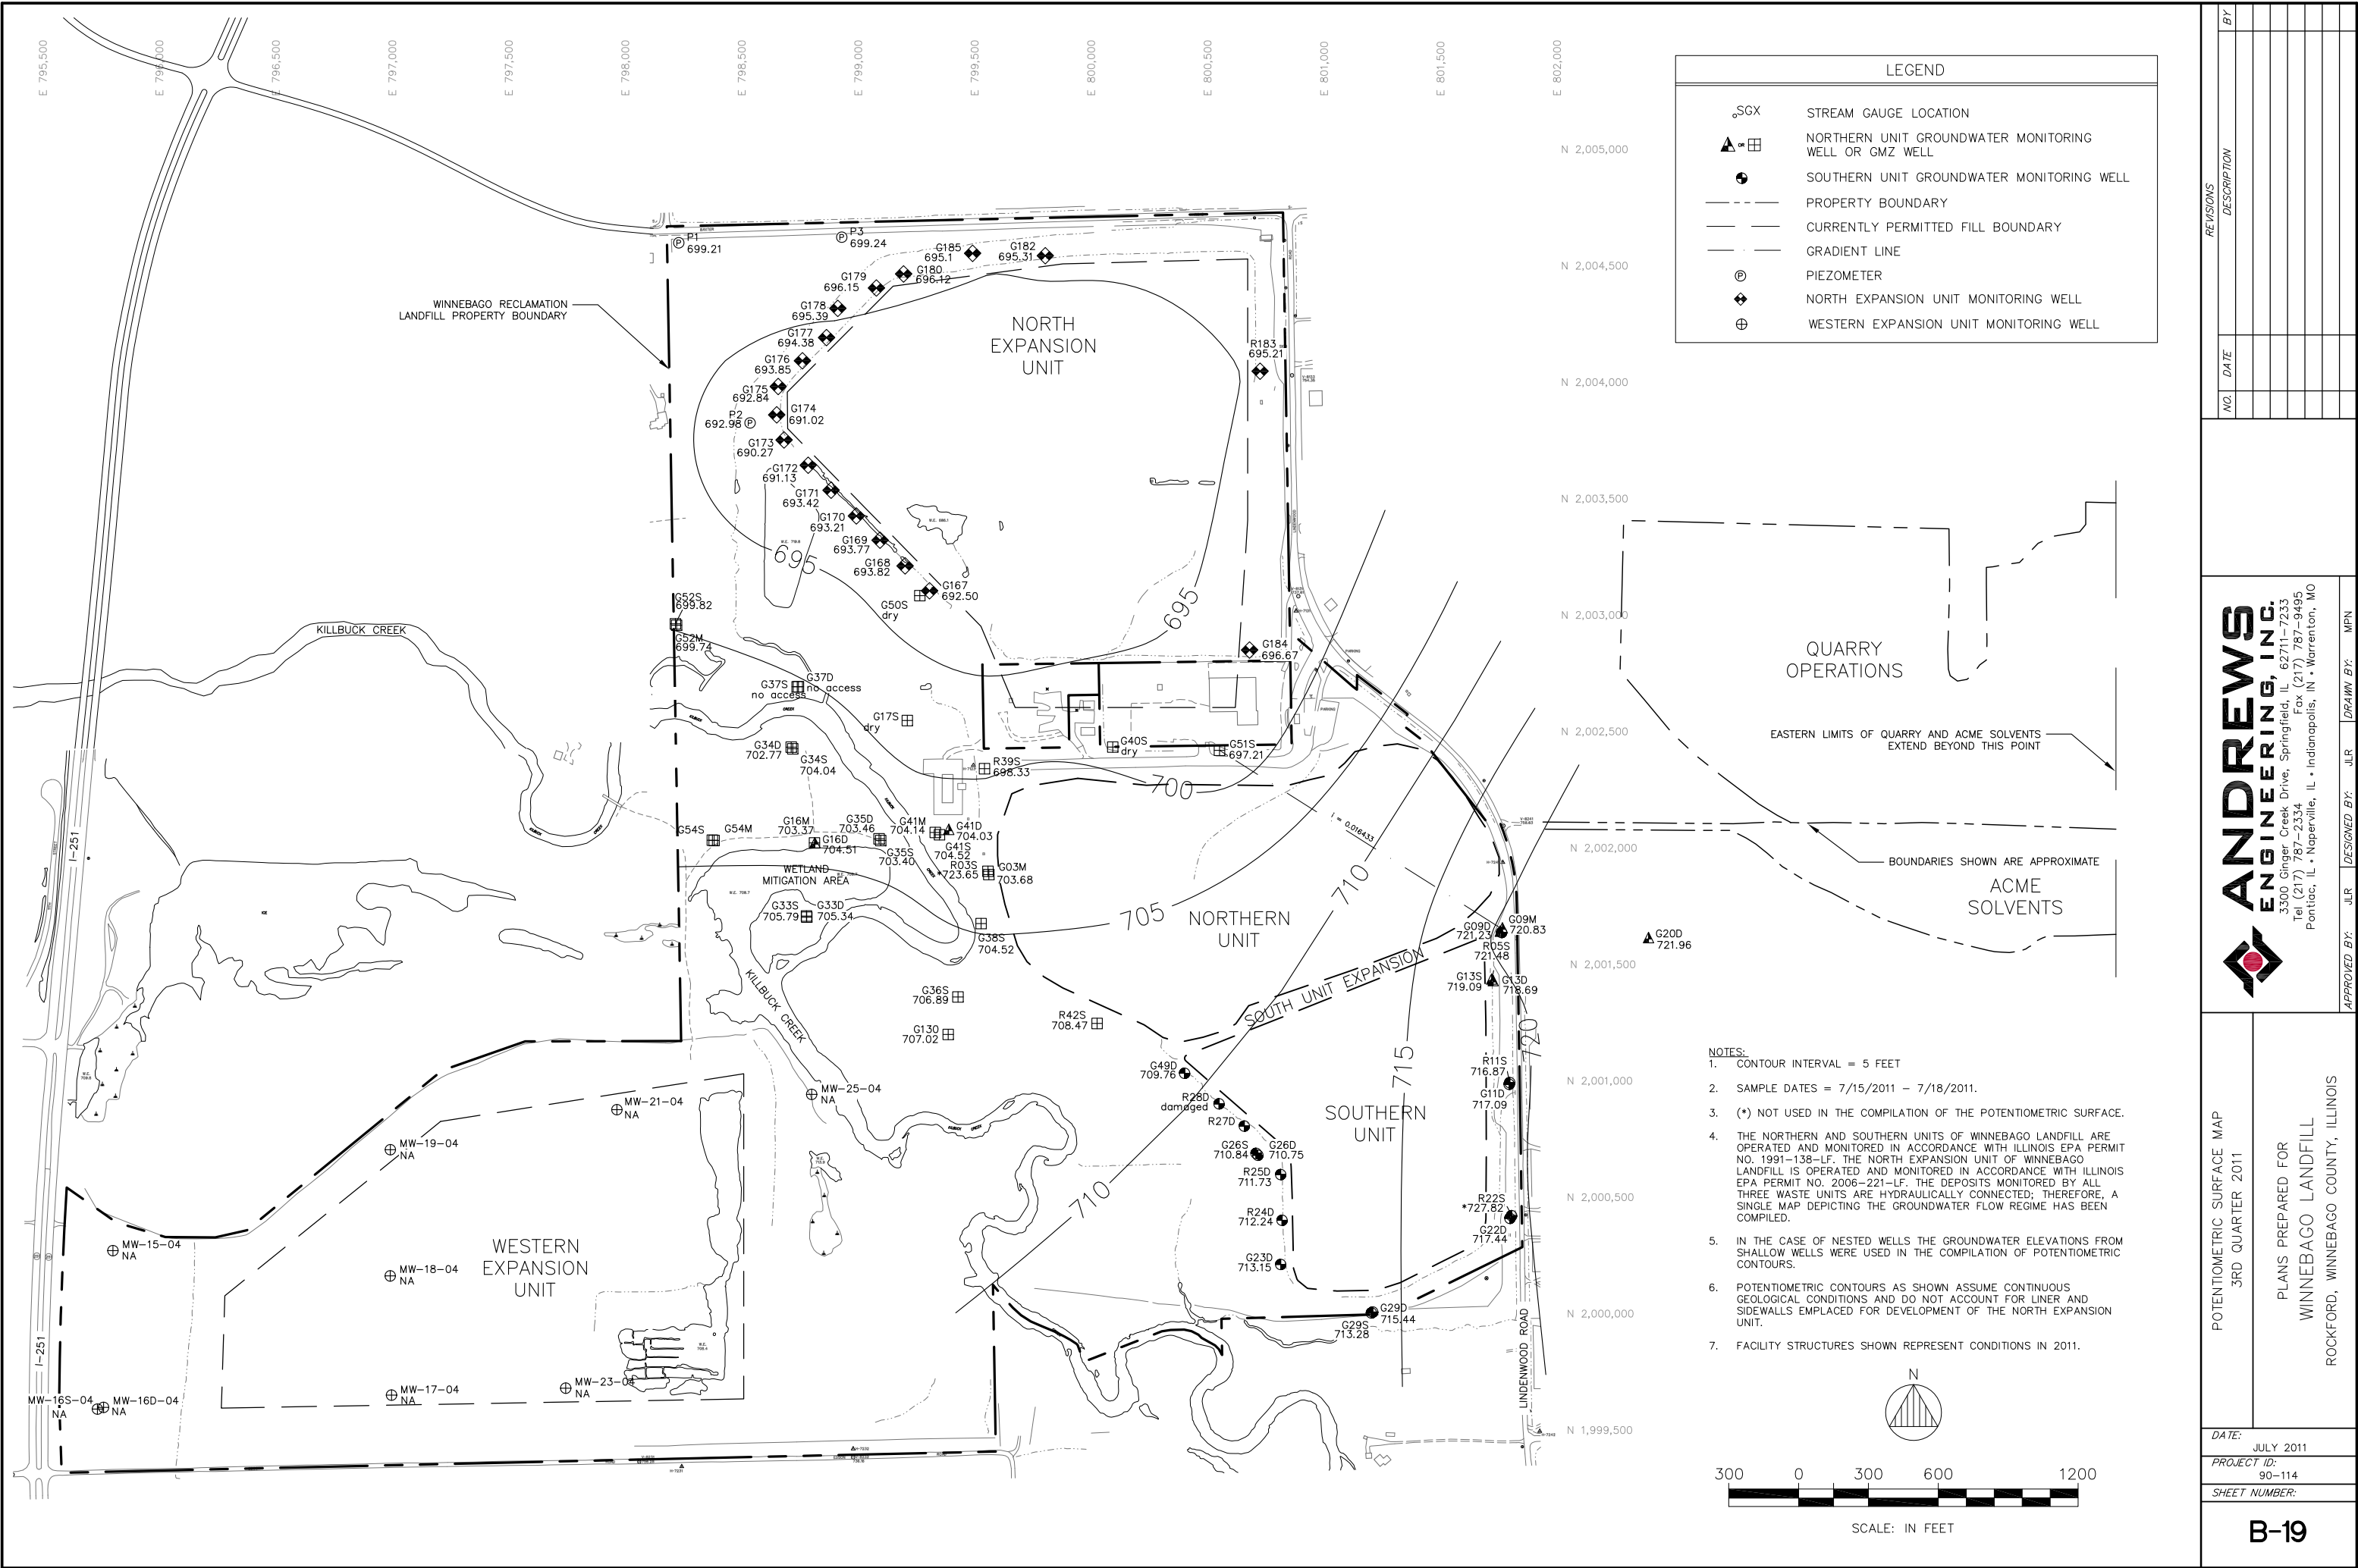 E 795,500
E 796,000
E 796,500
E 797,000
E 797,500
E 798,000
E 798,500
E 799,000
E 799,500
E 800,000
E 800,500
E 801,000
E 801,500
E 802,000
N 2,005,000
N 2,004,500
N 2,004,000
N 2,003,500
N 2,003,000
N 2,002,500
N 2,002,000
N 2,001,500
N 2,001,000
N 2,000,500
N 2,000,000
N 1,999,500
LEGEND
SGX STREAM GAUGE LOCATION
OR NORTHERN UNIT GROUNDWATER MONITORING
WELL OR GMZ WELL
SOUTHERN UNIT GROUNDWATER MONITORING WELL
PROPERTY BOUNDARY
CURRENTLY PERMITTED FILL BOUNDARY
GRADIENT LINE
P PIEZOMETER
NORTH EXPANSION UNIT MONITORING WELL
WESTERN EXPANSION UNIT MONITORING WELL
P P1
699.21
P P3
699.24
G185
695.1
G182
695.31
G180
696.12
G179
696.15
G178
695.39
G177
694.38
G176
693.85
G175
692.84
G174
691.02
P2
692.98 P
G173
690.27
G172
691.13
G171
693.42
G170
693.21
G169
693.77
G168
693.82
G167
692.50
G50S
dry
R183
695.21
G184
696.67
NORTH
EXPANSION
UNIT
WINNEBAGO RECLAMATION
LANDFILL PROPERTY BOUNDARY
695
695
G52S
699.82
G52M
699.74
KILLBUCK CREEK
G37S
no access
G37D
no access
G17S
dry
G34D
702.77
G34S
704.04
R39S
698.33
G40S
dry
G51S
697.21
PARKING
PARKING
700
G54S
G54M
G16M
703.37
G16D
704.51
G35D
703.46
G35S
703.40
G41M
704.14
G41D
704.03
G41S
704.52
R03S
*723.65
G03M
703.68
WETLAND
MITIGATION AREA
G33S
705.79
G33D
705.34
G38S
704.52
705
710
I = 0.016433
NORTHERN
UNIT
SOUTH UNIT EXPANSION
G09D
721.23
G09M
720.83
R05S
721.48
G13S
719.09
G13D
718.69
G20D
721.96
QUARRY
OPERATIONS
EASTERN LIMITS OF QUARRY AND ACME SOLVENTS
EXTEND BEYOND THIS POINT
BOUNDARIES SHOWN ARE APPROXIMATE
ACME
SOLVENTS
KILLBUCK CREEK
G36S
706.89
G130
707.02
R42S
708.47
G49D
709.76
R28D
damaged
R27D
G26S
710.84
G26D
710.75
R25D
711.73
R24D
712.24
G23D
713.15
G29D
715.44
G29S
713.28
R11S
716.87
G11D
717.09
R22S
*727.82
G22D
717.44
SOUTHERN
UNIT
715
720
710
LINDENWOOD ROAD
I-251
I-251
MW-25-04
NA
MW-21-04
NA
MW-19-04
NA
MW-15-04
NA
MW-18-04
NA
MW-17-04
NA
MW-23-04
NA
MW-16S-04
NA
MW-16D-04
NA
WESTERN
EXPANSION
UNIT
NOTES:
1. CONTOUR INTERVAL = 5 FEET
2. SAMPLE DATES = 7/15/2011 - 7/18/2011.
3. (*) NOT USED IN THE COMPILATION OF THE POTENTIOMETRIC SURFACE.
4. THE NORTHERN AND SOUTHERN UNITS OF WINNEBAGO LANDFILL ARE
OPERATED AND MONITORED IN ACCORDANCE WITH ILLINOIS EPA PERMIT
NO. 1991-138-LF. THE NORTH EXPANSION UNIT OF WINNEBAGO
LANDFILL IS OPERATED AND MONITORED IN ACCORDANCE WITH ILLINOIS
EPA PERMIT NO. 2006-221-LF. THE DEPOSITS MONITORED BY ALL
THREE WASTE UNITS ARE HYDRAULICALLY CONNECTED; THEREFORE, A
SINGLE MAP DEPICTING THE GROUNDWATER FLOW REGIME HAS BEEN
COMPILED.
5. IN THE CASE OF NESTED WELLS THE GROUNDWATER ELEVATIONS FROM
SHALLOW WELLS WERE USED IN THE COMPILATION OF POTENTIOMETRIC
CONTOURS.
6. POTENTIOMETRIC CONTOURS AS SHOWN ASSUME CONTINUOUS
GEOLOGICAL CONDITIONS AND DO NOT ACCOUNT FOR LINER AND
SIDEWALLS EMPLACED FOR DEVELOPMENT OF THE NORTH EXPANSION
UNIT.
7. FACILITY STRUCTURES SHOWN REPRESENT CONDITIONS IN 2011.
N
300 0 300 600 1200
SCALE: IN FEET
REVISIONS
NO. DATE DESCRIPTION BY
ANDREWS
ENGINEERING, INC.
3300 Ginger Creek Drive, Springfield, IL 62711-7233
Tel (217) 787-2334 Fax (217) 787-9495
Pontiac, IL • Naperville, IL • Indianapolis, IN • Warrenton, MO
APPROVED BY: JLR DESIGNED BY: JLR DRAWN BY: MPN
POTENTIOMETRIC SURFACE MAP
3RD QUARTER 2011
PLANS PREPARED FOR
WINNEBAGO LANDFILL
ROCKFORD, WINNEBAGO COUNTY, ILLINOIS
DATE:
JULY 2011
PROJECT ID:
90-114
SHEET NUMBER:
B-19